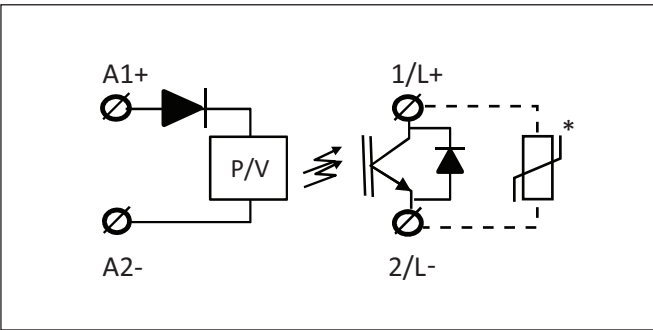 A1+
1/L+
*
P/V
A2-
2/L-